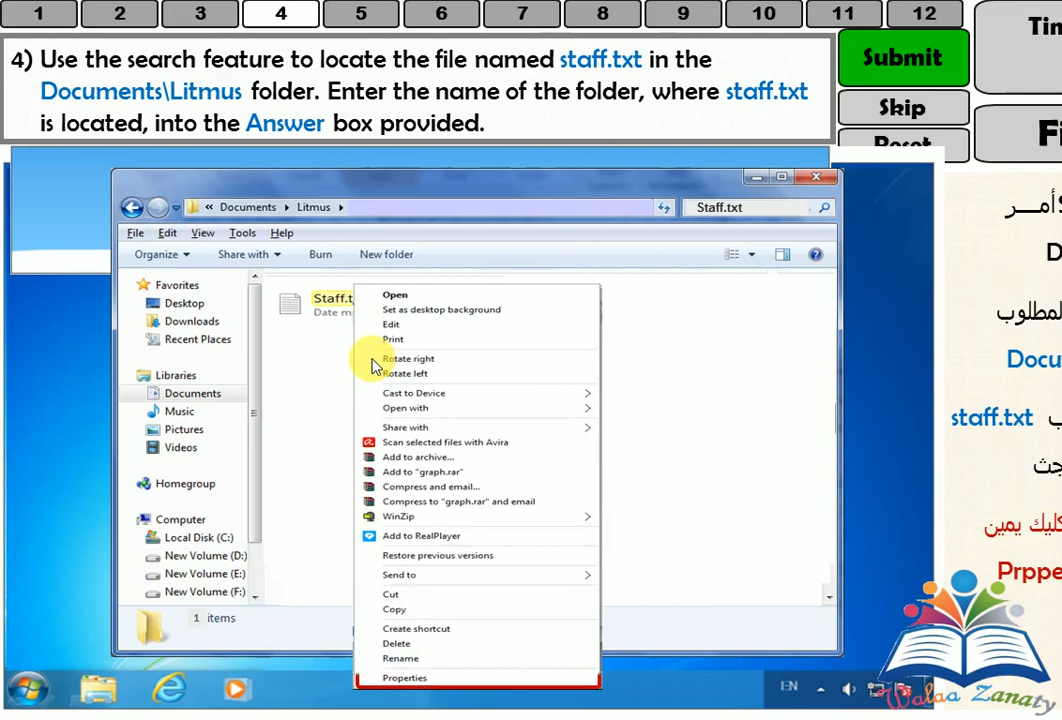 1 2 3 4 5 6 7 8 9 10 11 12
4) Use the search feature to locate the file named staff.txt in the
Documents\Litmus folder. Enter the name of the folder, where staff.txt
is located, into the Answer box provided.
Submit
Skip
Reset
Tim
Fi
« Documents Litmus
Staff.txt
File Edit View Tools Help
Organize Share with Burn New folder
Favorites
Desktop
Downloads
Recent Places
Libraries
Documents
Music
Pictures
Videos
Homegroup
Computer
Local Disk (C:)
New Volume (D:)
New Volume (E:)
New Volume (F:)
1 items
Staff.t
Date m
Open
Set as desktop background
Edit
Print
Rotate right
Rotate left
Cast to Device
Open with
Share with
Scan selected files with Avira
Add to archive...
Add to "graph.rar"
Compress and email...
Compress to "graph.rar" and email
WinZip
Add to RealPlayer
Restore previous versions
Send to
Cut
Copy
Create shortcut
Delete
Rename
Properties
D
المطلوب
Docu
staff.txt
كليك يمين
Prppe
EN
Walaa Zanaty